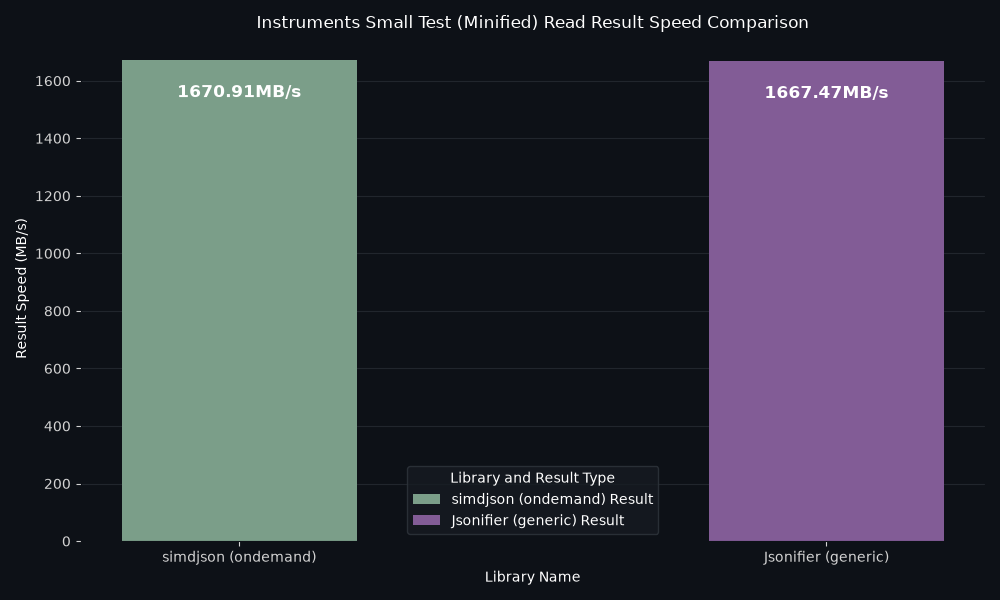 Instruments Small Test (Minified) Read Result Speed Comparison
Result Speed (MB/s)
1600
1400
1200
1000
800
600
400
200
0
1670.91MB/s
1667.47MB/s
Library and Result Type
simdjson (ondemand) Result
Jsonifier (generic) Result
simdjson (ondemand)
Jsonifier (generic)
Library Name